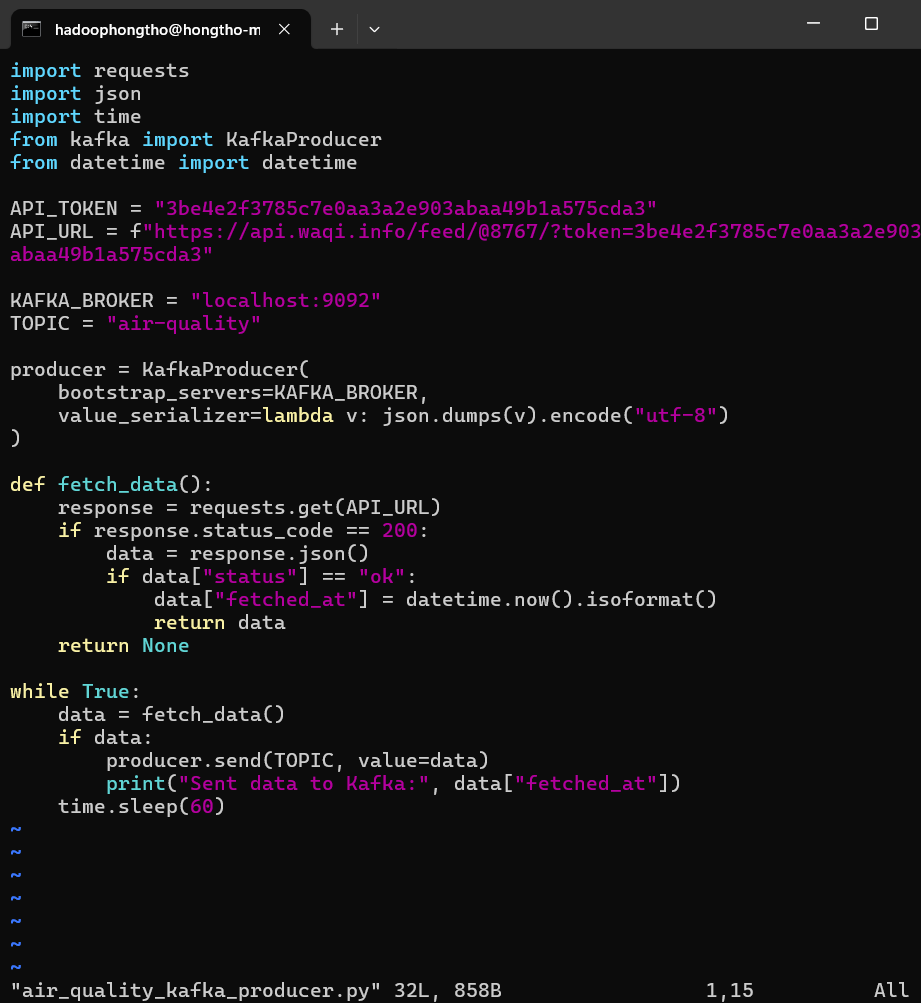 hadoophongtho@hongtho-m
import requests
import json
import time
from kafka import KafkaProducer
from datetime import datetime
API_TOKEN = "3be4e2f3785c7e0aa3a2e903abaa49b1a575cda3"
API_URL = f"https://api.waqi.info/feed/@8767/?token=3be4e2f3785c7e0aa3a2e903
abaa49b1a575cda3"
KAFKA_BROKER = "localhost:9092"
TOPIC = "air-quality"
producer = KafkaProducer(
    bootstrap_servers=KAFKA_BROKER,
    value_serializer=lambda v: json.dumps(v).encode("utf-8")
)
def fetch_data():
    response = requests.get(API_URL)
    if response.status_code == 200:
        data = response.json()
        if data["status"] == "ok":
            data["fetched_at"] = datetime.now().isoformat()
            return data
    return None
while True:
    data = fetch_data()
    if data:
        producer.send(TOPIC, value=data)
        print("Sent data to Kafka:", data["fetched_at"])
    time.sleep(60)
~
~
~
~
~
~
~
"air_quality_kafka_producer.py" 32L, 858B 1,15 All